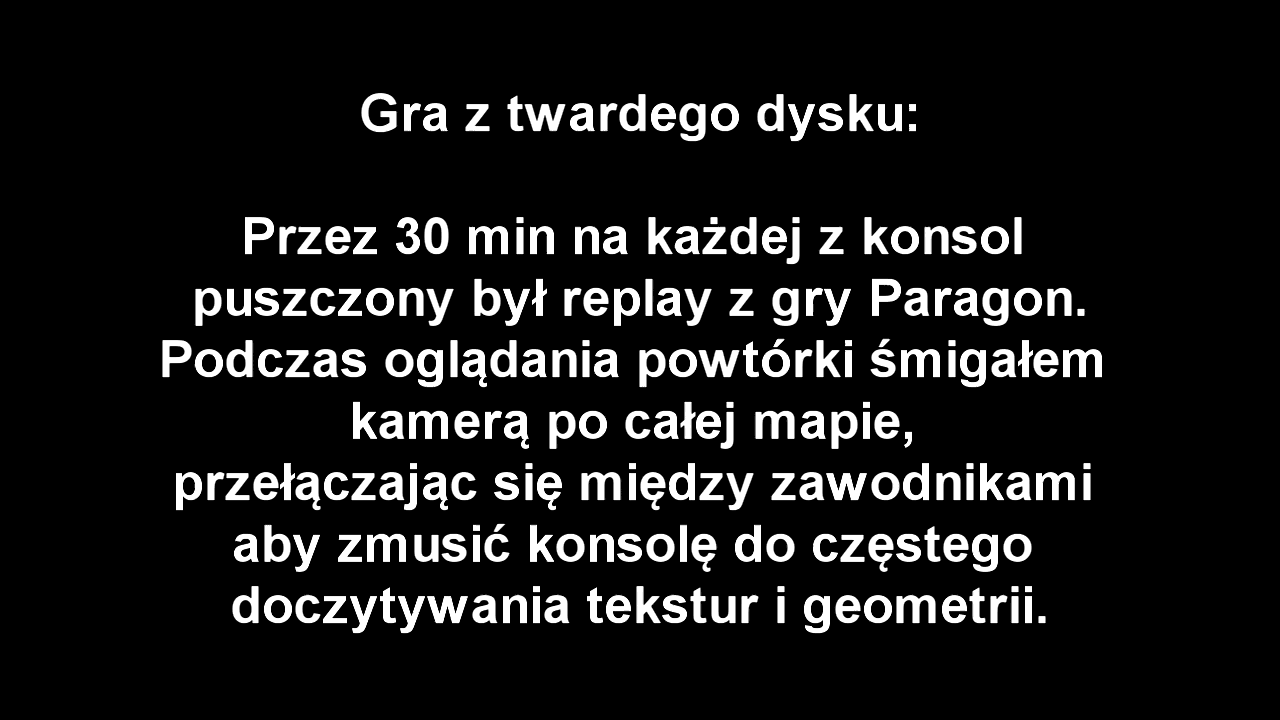 Gra z twardego dysku:
Przez 30 min na każdej z konsol
puszczony był replay z gry Paragon.
Podczas oglądania powtórki śmigałem
kamerą po całej mapie,
przełączając się między zawodnikami
aby zmusić konsolę do częstego
doczytywania tekstur i geometrii.